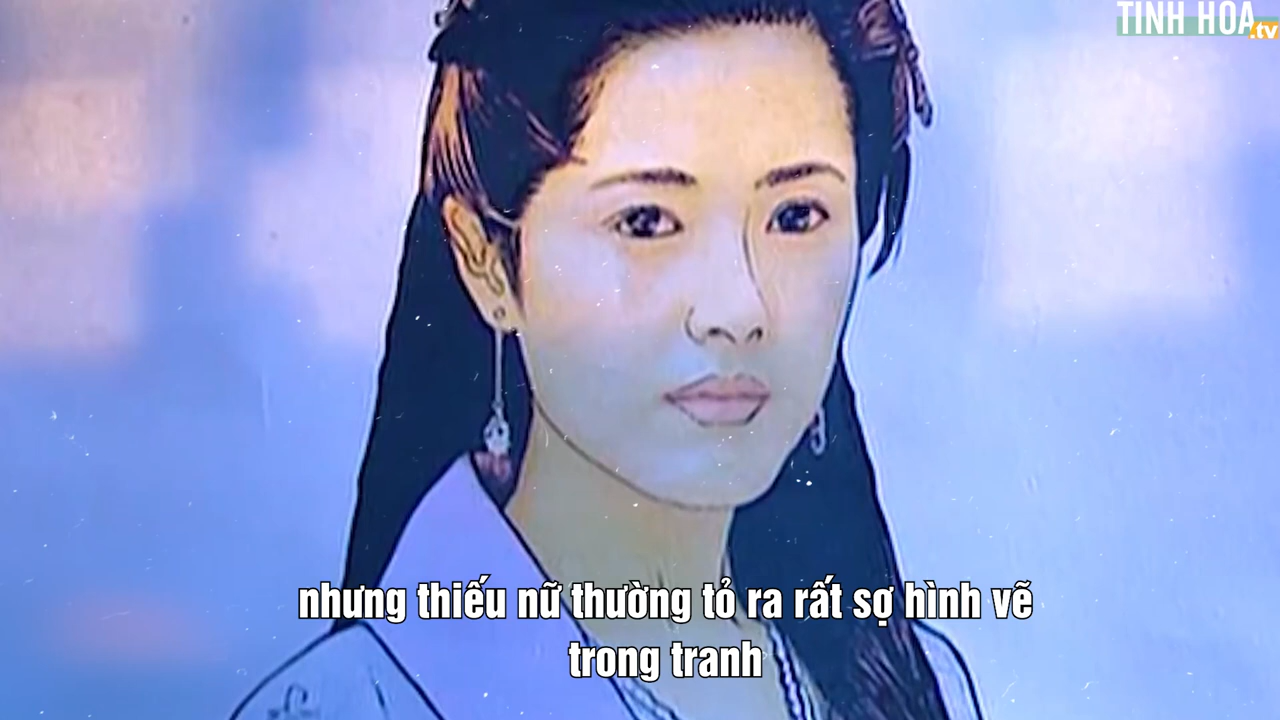 TINH HOA
.tv
nhưng thiếu nữ thường tỏ ra rất sợ hình vẽ
trong tranh